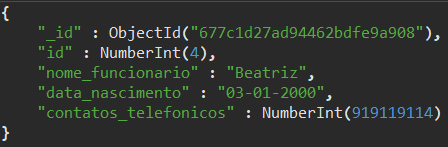 {
"_id" : ObjectId("677c1d27ad94462bdfe9a908"),
"id" : NumberInt(4),
"nome_funcionario" : "Beatriz",
"data_nascimento" : "03-01-2000",
"contatos_telefonicos" : NumberInt(919119114)
}